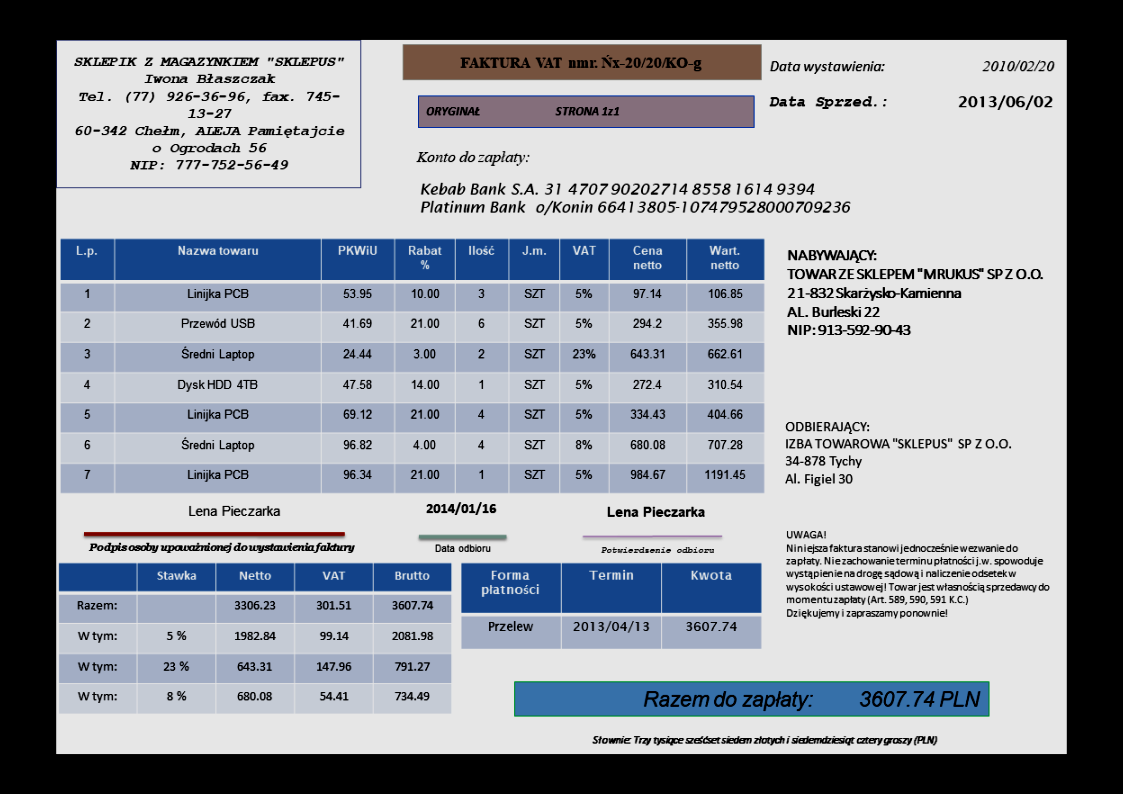 SKLEPIK Z MAGAZYNKIEM "SKLEPUS"
Iwona Błaszczak
Tel. (77) 926-36-96, fax. 745-
13-27
60-342 Chełm, ALEJA Pamiętajcie
o Ogrodach 56
NIP: 777-752-56-49
FAKTURA VAT nmr. Ńx-20/20/KO-g
ORYGINAŁ STRONA 1z1
Data wystawienia: 2010/02/20
Data Sprzed.: 2013/06/02
Konto do zapłaty:
Kebab Bank S.A. 31 4707 90202714 8558 1614 9394
Platinum Bank o/Konin 66413805-107479528000709236
L.p. Nazwa towaru PKWiU Rabat % Ilość J.m. VAT Cena netto Wart. netto
1 Linijka PCB 53.95 10.00 3 SZT 5% 97.14 106.85
2 Przewód USB 41.69 21.00 6 SZT 5% 294.2 355.98
3 Średni Laptop 24.44 3.00 2 SZT 23% 643.31 662.61
4 Dysk HDD 4TB 47.58 14.00 1 SZT 5% 272.4 310.54
5 Linijka PCB 69.12 21.00 4 SZT 5% 334.43 404.66
6 Średni Laptop 96.82 4.00 4 SZT 8% 680.08 707.28
7 Linijka PCB 96.34 21.00 1 SZT 5% 984.67 1191.45
NABYWAJĄCY:
TOWAR ZE SKLEPEM "MRUKUS" SP Z O.O.
21-832 Skarżysko-Kamienna
AL. Burleski 22
NIP: 913-592-90-43
ODBIERAJĄCY:
IZBA TOWAROWA "SKLEPUS" SP Z O.O.
34-878 Tychy
Al. Figiel 30
Lena Pieczarka
Podpis osoby upoważnionej do wystawienia faktury
2014/01/16
Data odbioru
Lena Pieczarka
Potwierdzenie odbioru
UWAGA!
Niniejsza faktura stanowi jednocześnie wezwanie do
zapłaty. Nie zachowanie terminu płatności j.w. spowoduje
wystąpienie na drogę sądową i naliczenie odsetek w
wysokości ustawowej! Towar jest własnością sprzedawcy do
momentu zapłaty (Art. 589, 590, 591 K.C.)
Dziękujemy i zapraszamy ponownie!
Stawka Netto VAT Brutto
Razem: 3306.23 301.51 3607.74
W tym: 5 % 1982.84 99.14 2081.98
W tym: 23 % 643.31 147.96 791.27
W tym: 8 % 680.08 54.41 734.49
Forma płatności Termin Kwota
Przelew 2013/04/13 3607.74
Razem do zapłaty: 3607.74 PLN
Słownie: Trzy tysiące sześćset siedem złotych i siedemdziesiąt cztery groszy (PLN)